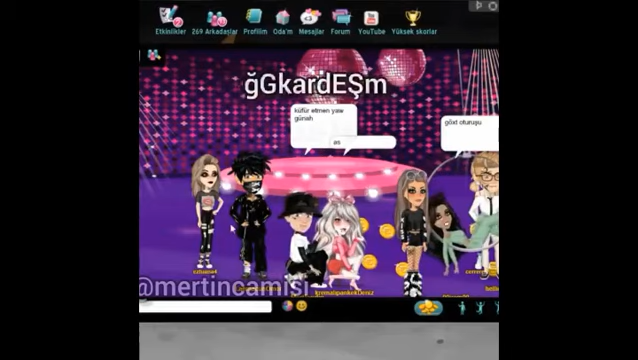 Etkinlikler 269 Arkadaşlar Profilim Oda'm Mesajlar Forum YouTube Yüksek skorlar
ğGkardEŞm
küfür etmen yaw
günah
as
göxt oturuşu
@mertincamisi